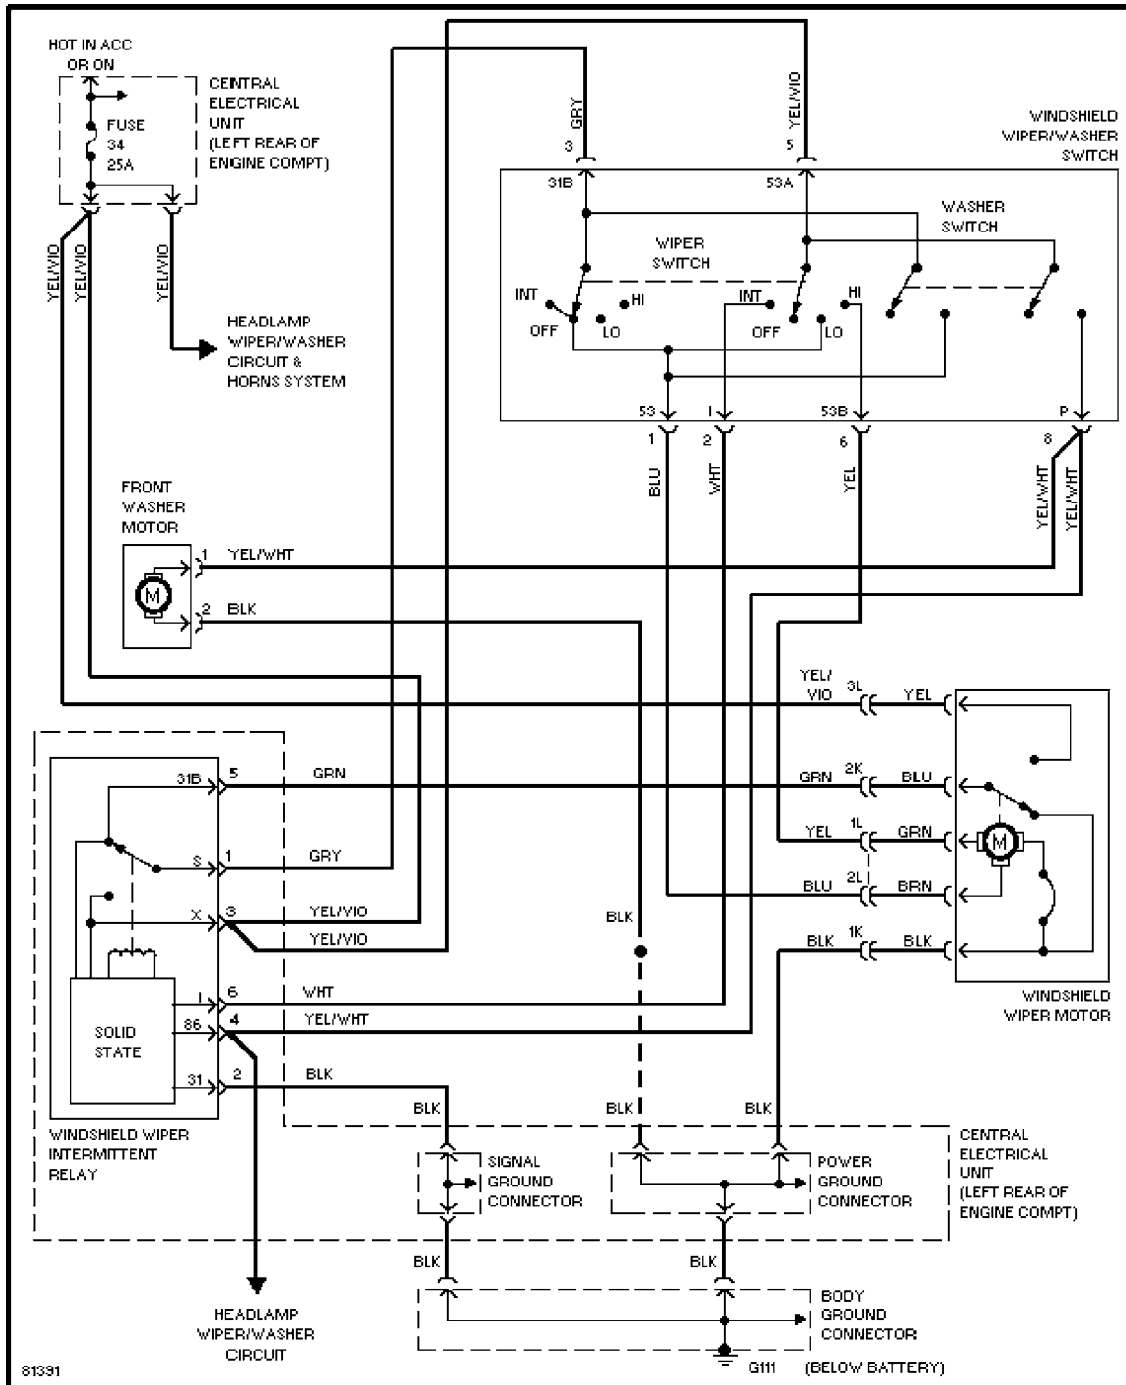 HOT IN ACC
OR ON
CENTRAL
ELECTRICAL
UNIT
(LEFT REAR OF
ENGINE COMPT)
FUSE
34
25A
YEL/VIO
YEL/VIO
YEL/VIO
HEADLAMP
WIPER/WASHER
CIRCUIT &
HORNS SYSTEM
GRY
3
YEL/VIO
5
WINDSHIELD
WIPER/WASHER
SWITCH
31B
53A
WASHER
SWITCH
WIPER
SWITCH
INT
OFF
LO
HI
INT
OFF
LO
HI
53
I
53B
P
1
2
6
8
BLU
WHT
YEL
YEL/WHT
YEL/WHT
FRONT
WASHER
MOTOR
M
1
YEL/WHT
2
BLK
YEL/
VIO
3L
YEL
GRN
2K
BLU
YEL
1L
GRN
BLU
2L
BRN
BLK
1K
BLK
M
WINDSHIELD
WIPER MOTOR
31B
5
GRN
S
1
GRY
X
3
YEL/VIO
YEL/VIO
I
6
WHT
86
4
YEL/WHT
31
2
BLK
SOLID
STATE
WINDSHIELD WIPER
INTERMITTENT
RELAY
BLK
BLK
BLK
BLK
SIGNAL
GROUND
CONNECTOR
POWER
GROUND
CONNECTOR
CENTRAL
ELECTRICAL
UNIT
(LEFT REAR OF
ENGINE COMPT)
BLK
BLK
BODY
GROUND
CONNECTOR
HEADLAMP
WIPER/WASHER
CIRCUIT
G111
(BELOW BATTERY)
81391